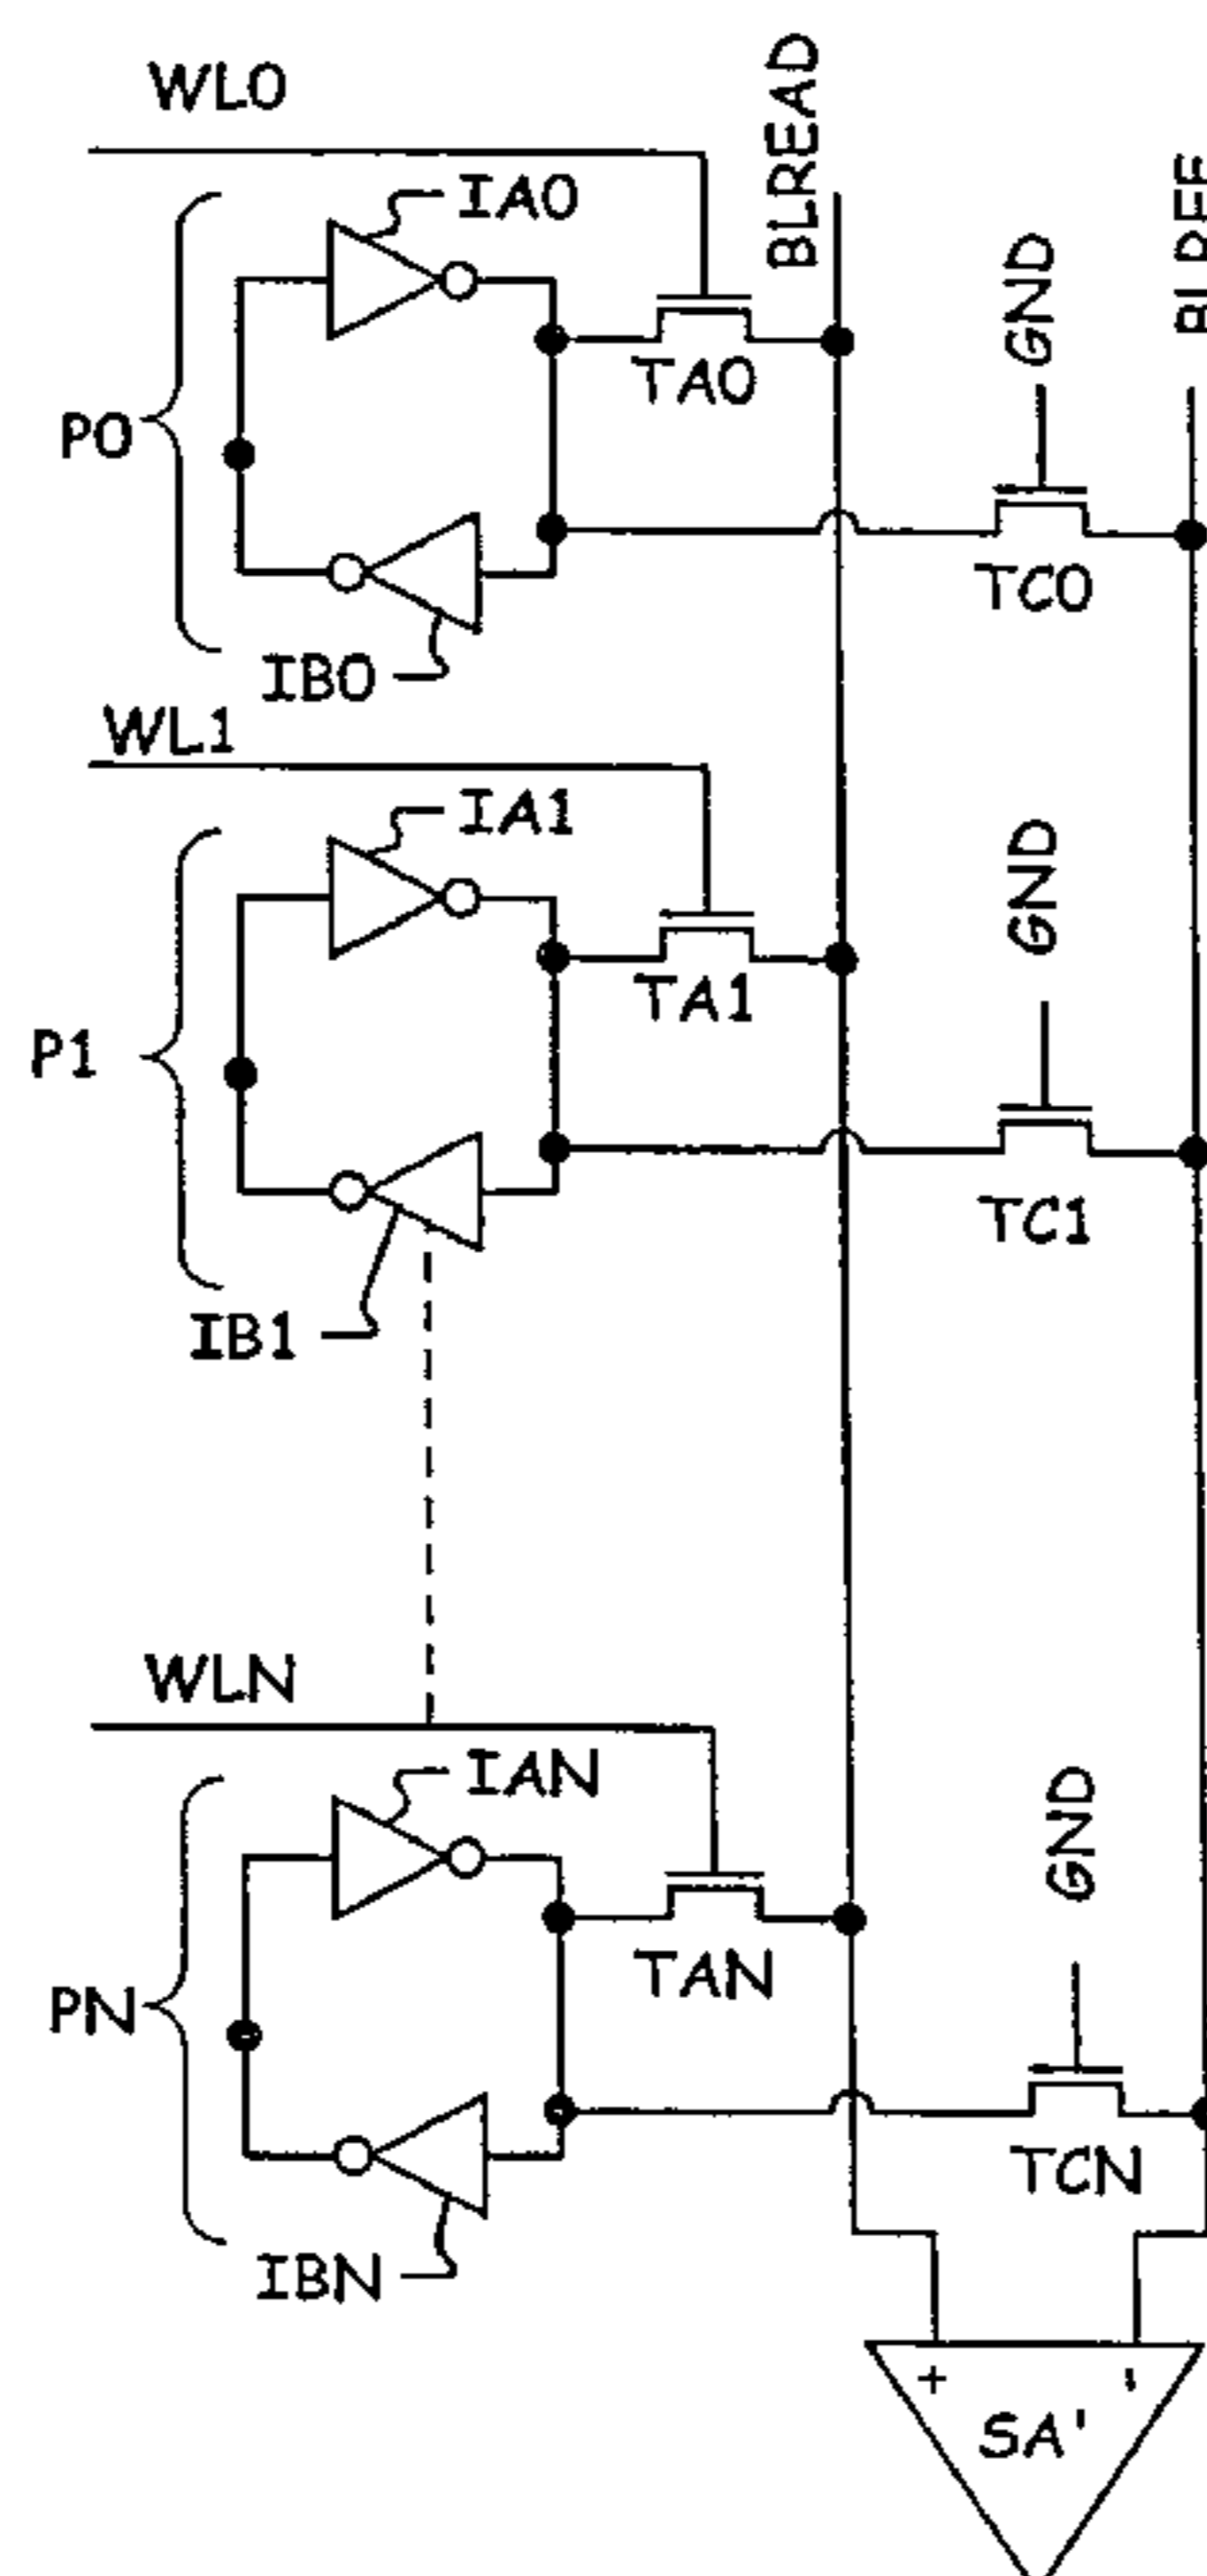 WL0
BLREAD
IA0
GND
TA0
P0
TC0
IB0
WL1
IA1
GND
TA1
P1
TC1
IB1
WLN
IAN
GND
TAN
PN
TCN
IBN
+
-
SA'